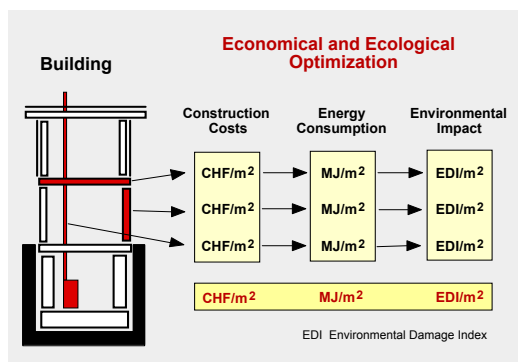 Economical and Ecological
Optimization
Building
Construction
Costs
Energy
Consumption
Environmental
Impact
CHF/m² MJ/m² EDI/m²
CHF/m² MJ/m² EDI/m²
CHF/m² MJ/m² EDI/m²
CHF/m² MJ/m² EDI/m²
EDI Environmental Damage Index